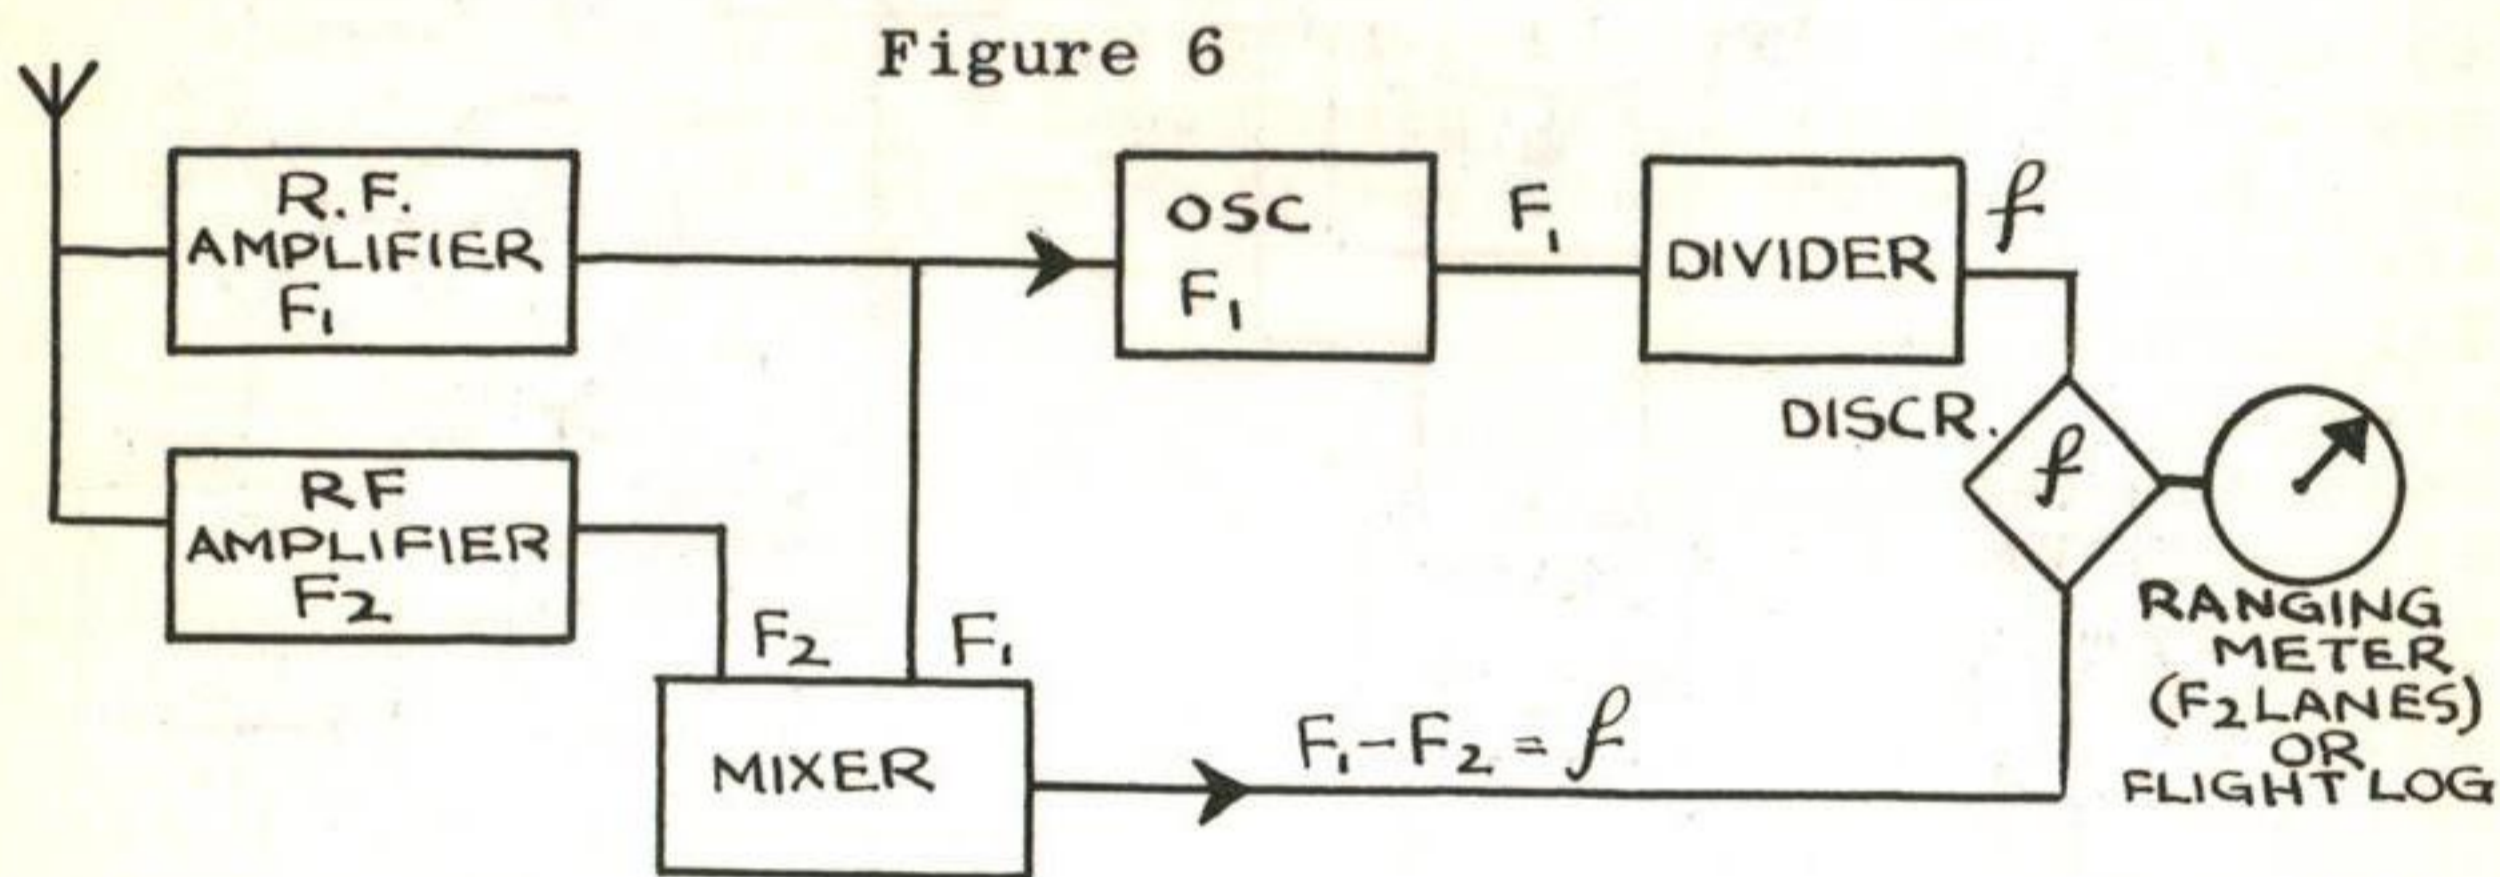 Figure 6
R.F.
AMPLIFIER
F1
OSC
F1
F1
DIVIDER
f
RF
AMPLIFIER
F2
DISCR.
f
F2
F1
MIXER
F1-F2 = f
RANGING
METER
(F2 LANES)
OR
FLIGHT LOG